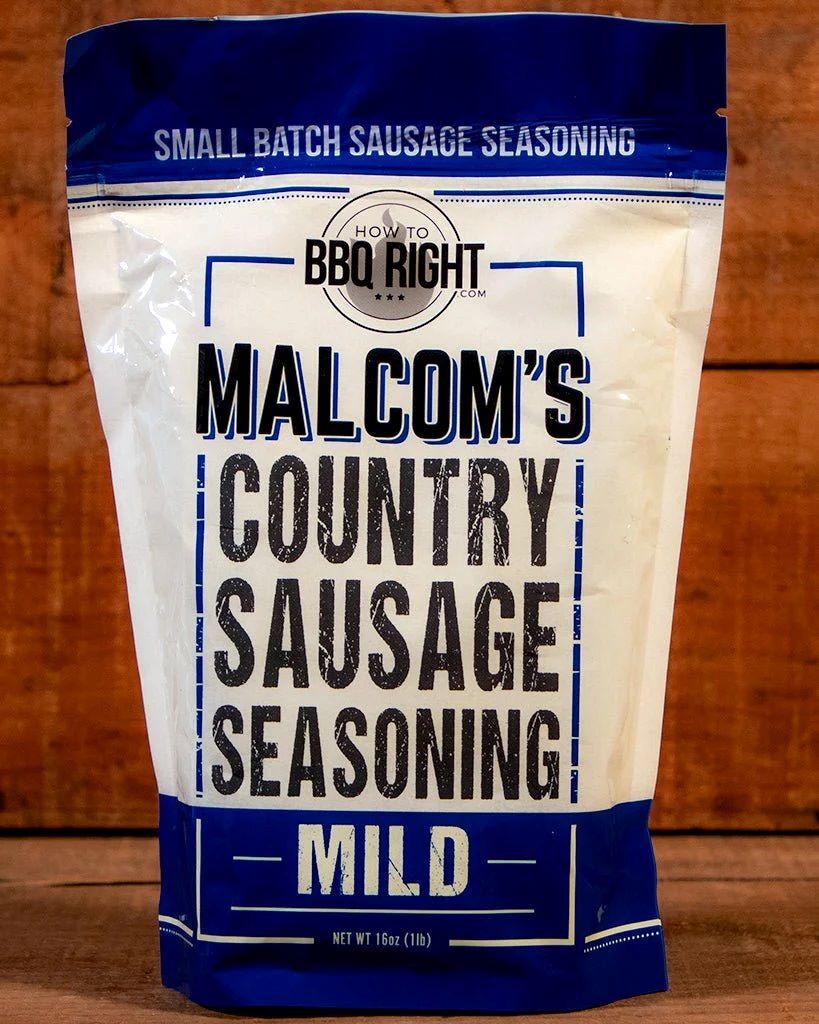 SMALL BATCH SAUSAGE SEASONING
HOW TO
BBQ RIGHT
.COM
MALCOM'S
COUNTRY
SAUSAGE
SEASONING
MILD
NET WT 16oz (1lb)